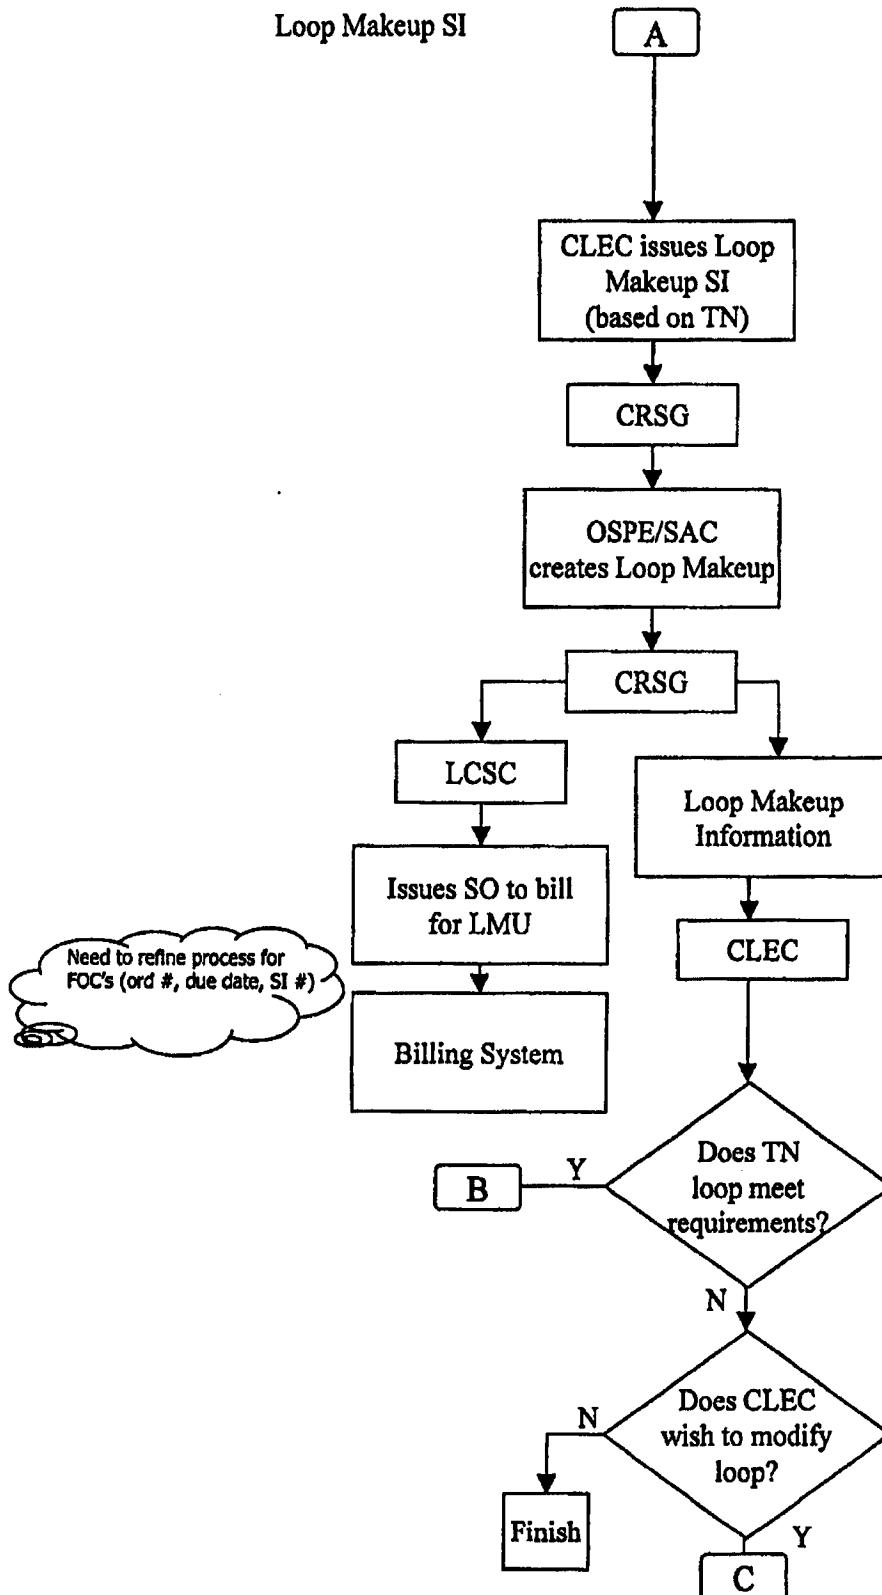 Loop Makeup SI
A
CLEC issues Loop
Makeup SI
(based on TN)
CRSG
OSPE/SAC
creates Loop Makeup
CRSG
LCSC
Loop Makeup
Information
Issues SO to bill
for LMU
CLEC
Need to refine process for
FOC's (ord #, due date, SI #)
Billing System
Does TN
loop meet
requirements?
Y
B
N
Does CLEC
wish to modify
loop?
N
Finish
Y
C